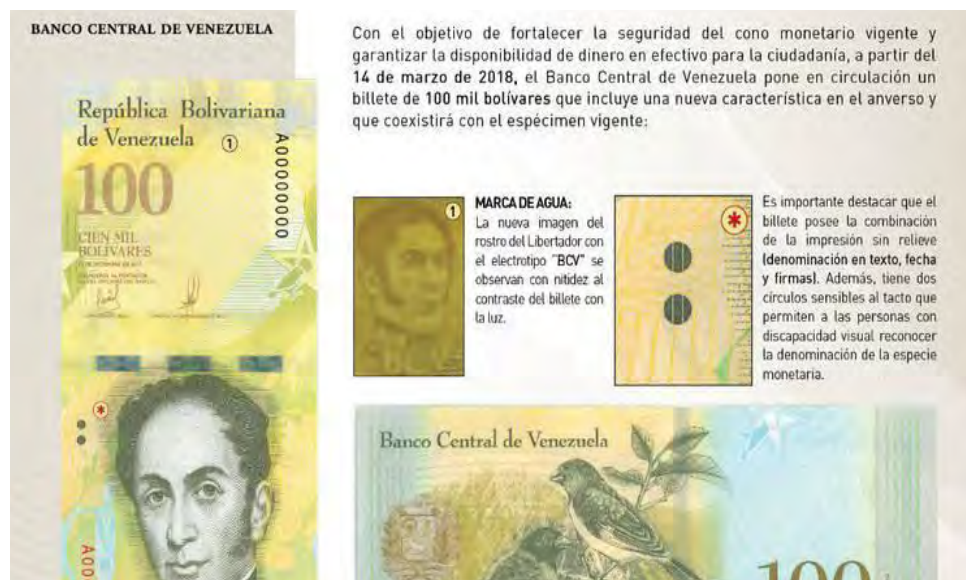 BANCO CENTRAL DE VENEZUELA
Con el objetivo de fortalecer la seguridad del cono monetario vigente y
garantizar la disponibilidad de dinero en efectivo para la ciudadanía, a partir del
14 de marzo de 2018, el Banco Central de Venezuela pone en circulación un
billete de 100 mil bolívares que incluye una nueva característica en el anverso y
que coexistirá con el espécimen vigente:
República Bolivariana
de Venezuela
1
A00000000
100
CIEN MIL
BOLÍVARES
*
A00
1
MARCA DE AGUA:
La nueva imagen del
rostro del Libertador con
el electrotipo "BCV" se
observan con nitidez al
contraste del billete con
la luz.
*
Es importante destacar que el
billete posee la combinación
de la impresión sin relieve
(denominación en texto, fecha
y firmas). Además, tiene dos
círculos sensibles al tacto que
permiten a las personas con
discapacidad visual reconocer
la denominación de la especie
monetaria.
Banco Central de Venezuela
100